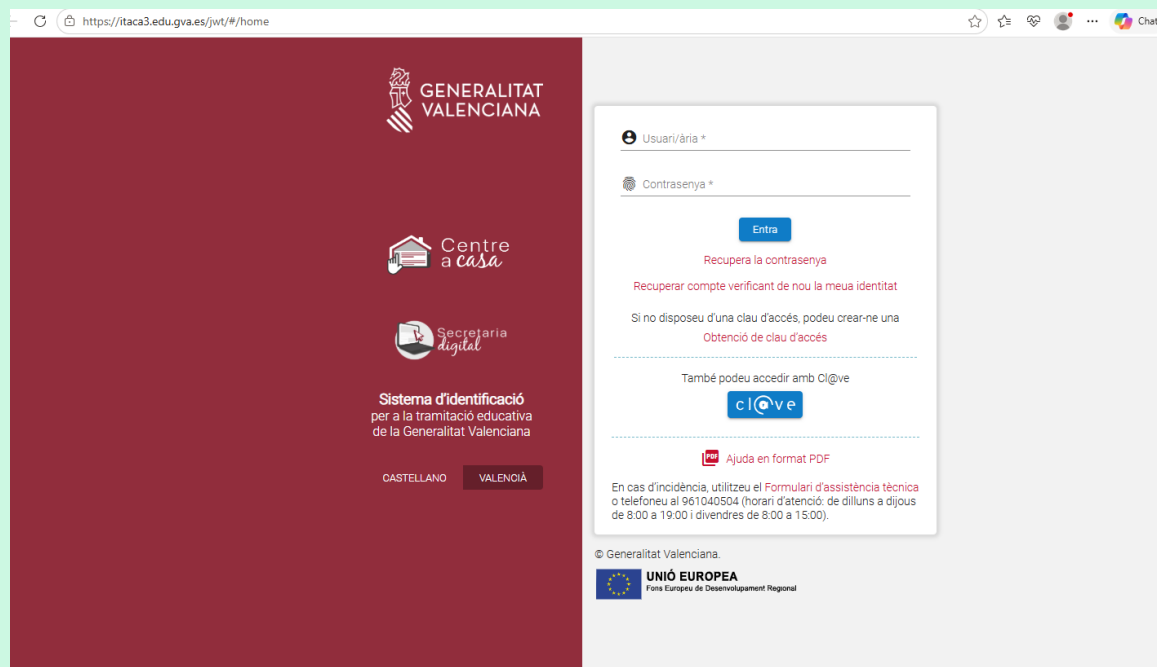 https://itaca3.edu.gva.es/jwt/#/home
Chat
GENERALITAT
VALENCIANA
Centre
a casa
Secretaria
digital
Sistema d'identificació
per a la tramitació educativa
de la Generalitat Valenciana
CASTELLANO VALENCIÀ
Usuari/ària *
Contrasenya *
Entra
Recupera la contrasenya
Recuperar compte verificant de nou la meua identitat
Si no disposeu d'una clau d'accés, podeu crear-ne una
Obtenció de clau d'accés
També podeu accedir amb Cl@ve
cl@ve
PDF Ajuda en format PDF
En cas d'incidència, utilitzeu el Formulari d'assistència tècnica
o telefoneu al 961040504 (horari d'atenció: de dilluns a dijous
de 8:00 a 19:00 i divendres de 8:00 a 15:00).
© Generalitat Valenciana.
UNIÓ EUROPEA
Fons Europeu de Desenvolupament Regional